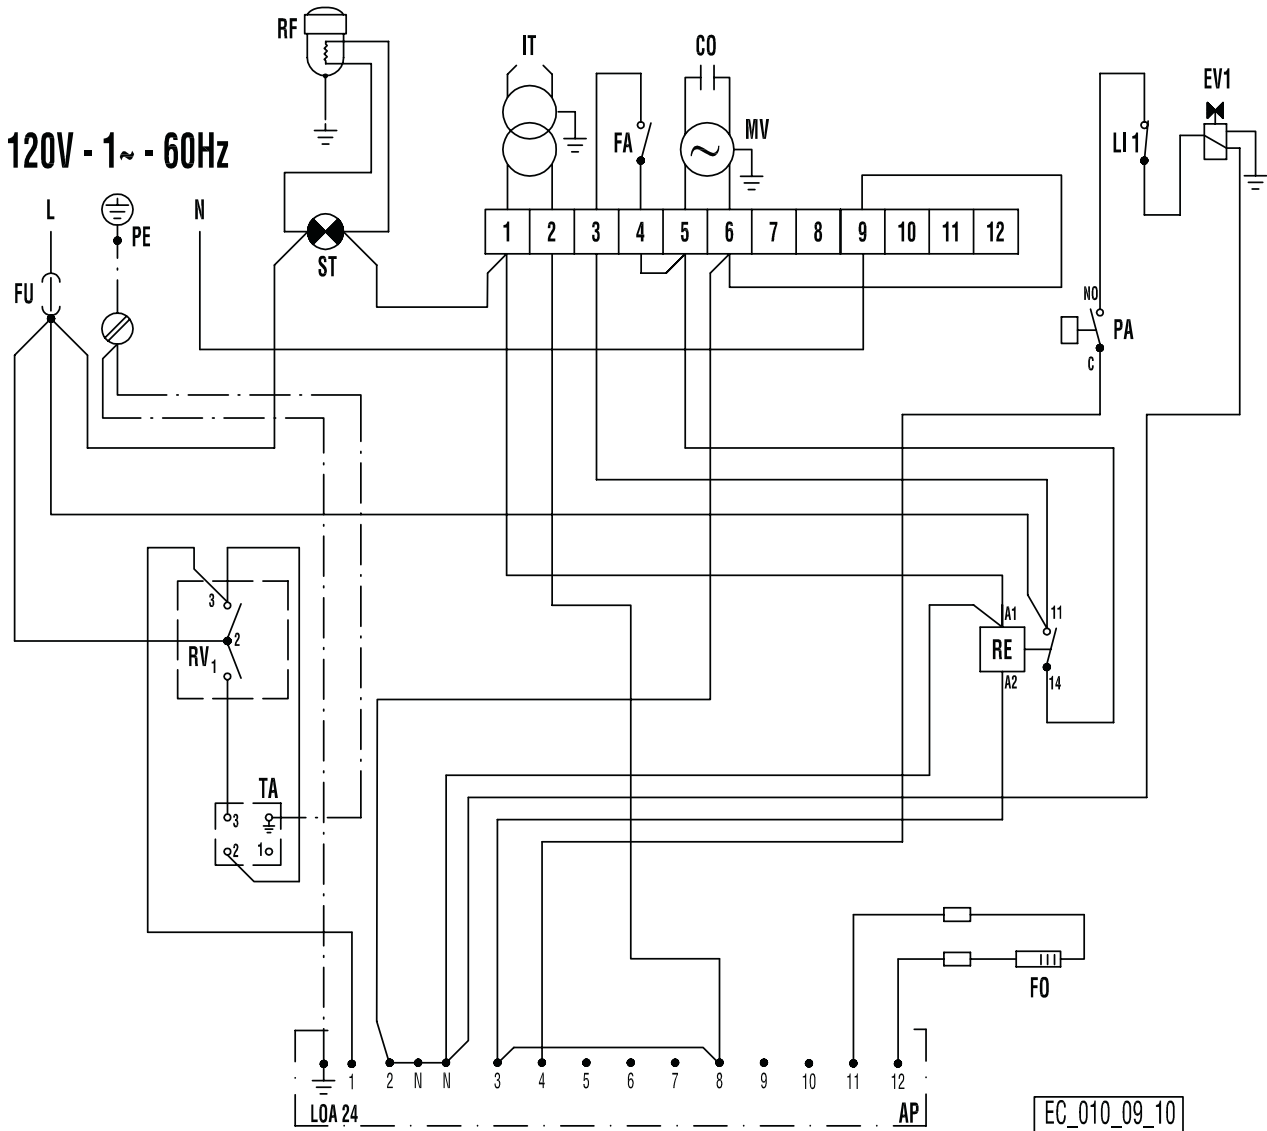 RF
IT
CO
EV1
FA
MV
LI 1
120V - 1~ - 60Hz
L
PE
N
ST
1 2 3 4 5 6 7 8 9 10 11 12
FU
NO
PA
C
A1
11
RE
A2
14
3
2
RV1
TA
3
2
1
FO
1 2 N N 3 4 5 6 7 8 9 10 11 12
LOA 24
AP
EC_010_09_10